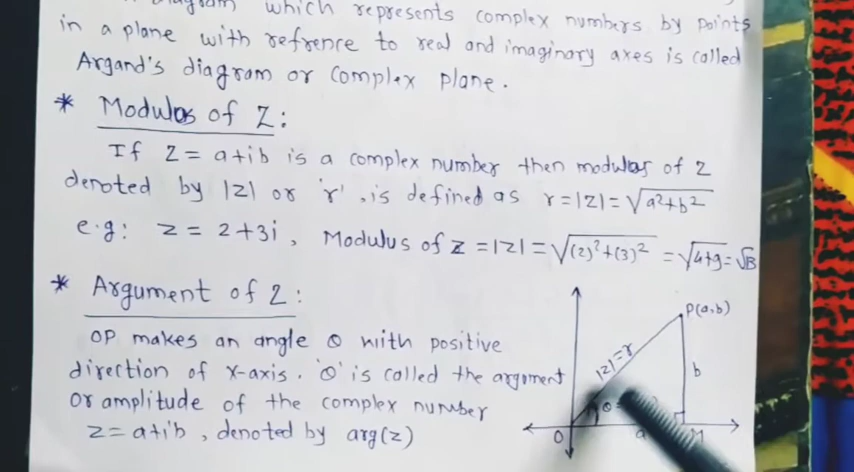 diagram which represents complex numbers by points
in a plane with refrence to real and imaginary axes is called
Argand's diagram or complex plane.
* Modulus of Z:
If Z = a+ib is a complex number then modulus of Z
denoted by |Z| or 'r', is defined as r=|Z|=√a²+b²
e.g: Z = 2+3i, Modulus of Z =|Z|=√(2)²+(3)² = √4+9 = √13
* Argument of Z:
OP makes an angle θ with positive
direction of x-axis. 'θ' is called the argument
or amplitude of the complex number
Z = a+ib, denoted by arg(z)
P(a,b)
|Z|=r
b
θ=
O
a
M